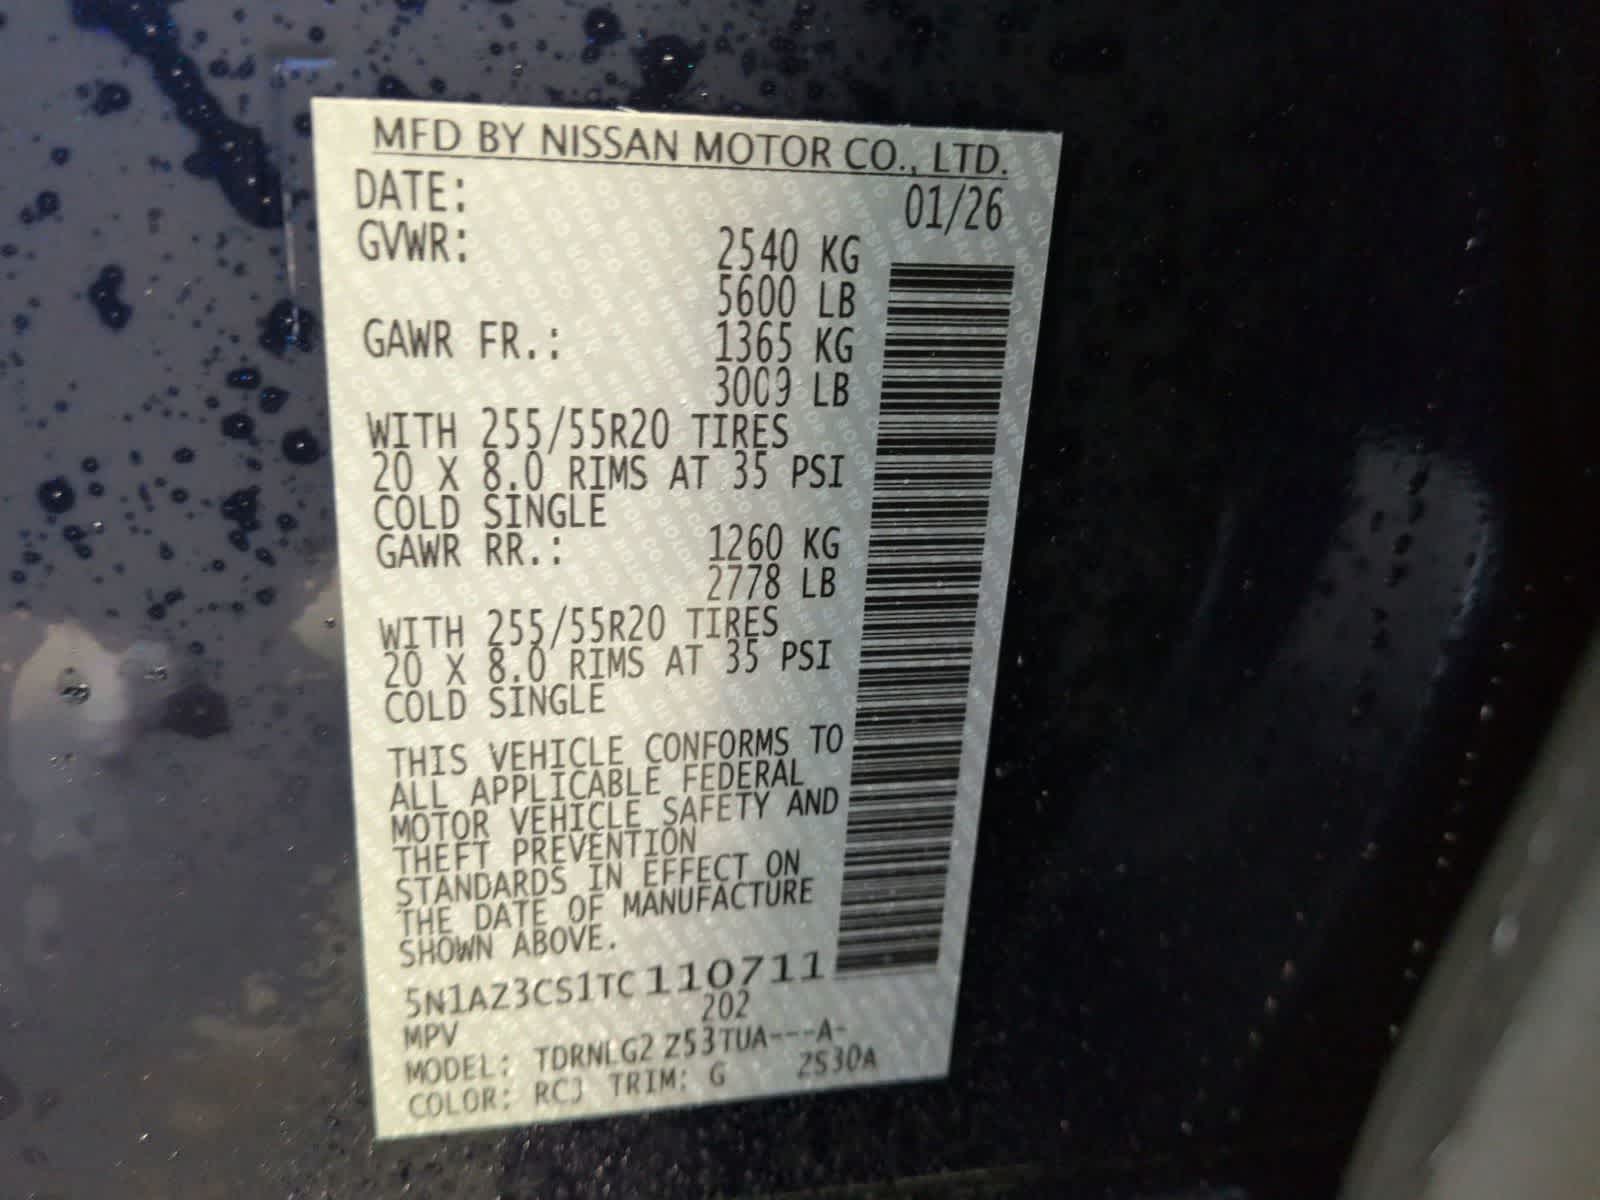 MFD BY NISSAN MOTOR CO., LTD.
DATE: 01/26
GVWR: 2540 KG
5600 LB
GAWR FR.: 1365 KG
3009 LB
WITH 255/55R20 TIRES
20 X 8.0 RIMS AT 35 PSI
COLD SINGLE
GAWR RR.: 1260 KG
2778 LB
WITH 255/55R20 TIRES
20 X 8.0 RIMS AT 35 PSI
COLD SINGLE
THIS VEHICLE CONFORMS TO
ALL APPLICABLE FEDERAL
MOTOR VEHICLE SAFETY AND
THEFT PREVENTION
STANDARDS IN EFFECT ON
THE DATE OF MANUFACTURE
SHOWN ABOVE.
5N1AZ3CS1TC110711
MPV 202
MODEL: TDRNLG2 Z53TUA---A-
COLOR: RCJ TRIM: G ZS30A